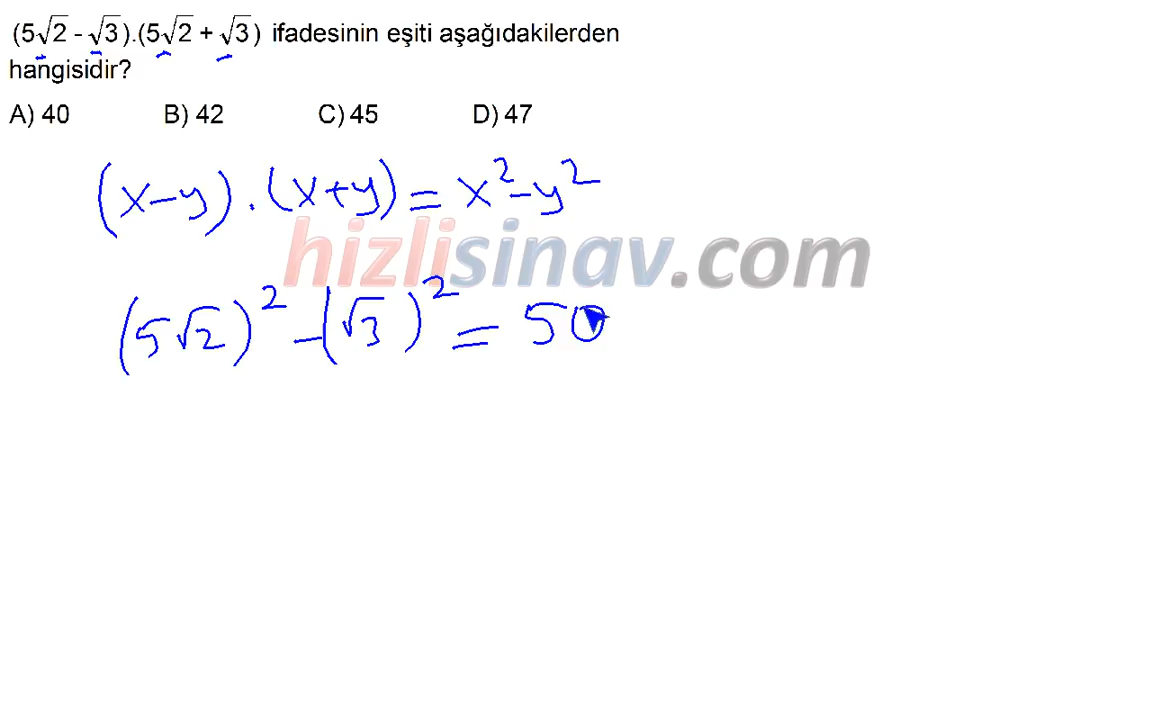 (5√2 - √3).(5√2 + √3) ifadesinin eşiti aşağıdakilerden
hangisidir?
A) 40 B) 42 C) 45 D) 47
(x-y).(x+y) = x²-y²
hizlisinav.com
(5√2)² -(√3)² = 50